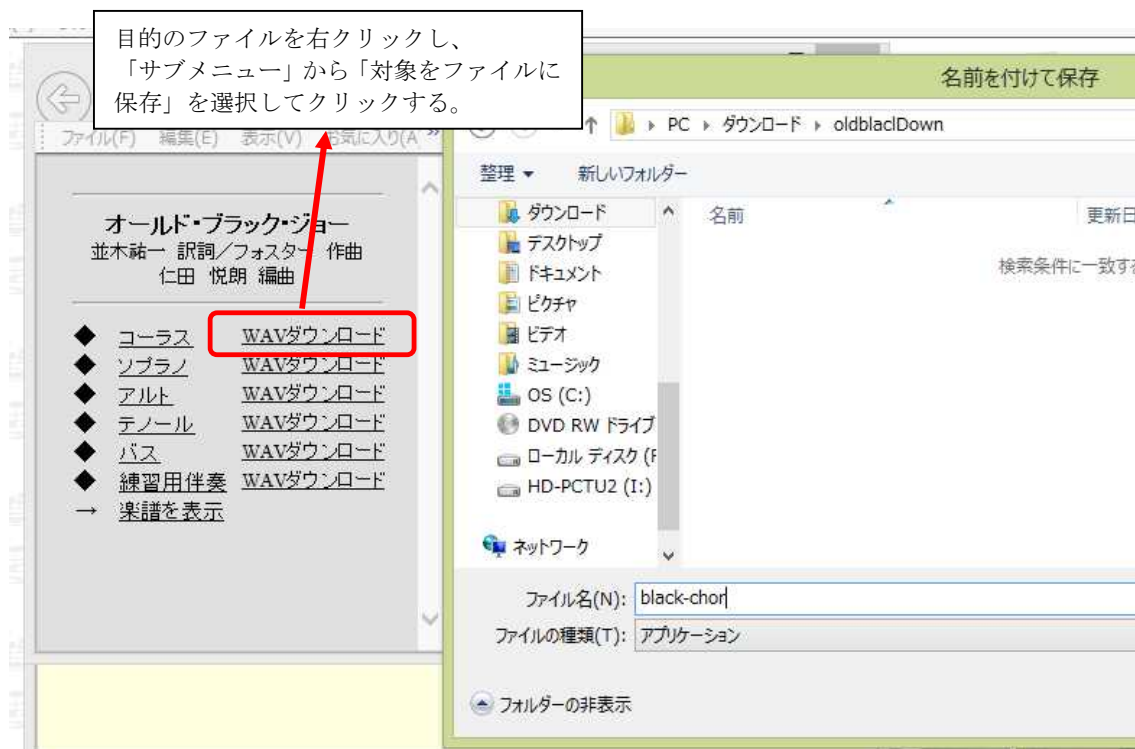 目的のファイルを右クリックし、
「サブメニュー」から「対象をファイルに
保存」を選択してクリックする。
ファイル(F) 編集(E) 表示(V) お気に入り(A »
オールド・ブラック・ジョー
並木祐一 訳詞／フォスター 作曲
仁田 悦朗 編曲
◆ コーラス WAVダウンロード
◆ ソプラノ WAVダウンロード
◆ アルト WAVダウンロード
◆ テノール WAVダウンロード
◆ バス WAVダウンロード
◆ 練習用伴奏 WAVダウンロード
→ 楽譜を表示
名前を付けて保存
PC ダウンロード oldblaclDown
整理 新しいフォルダー
名前 更新日
検索条件に一致する
ダウンロード
デスクトップ
ドキュメント
ピクチャ
ビデオ
ミュージック
OS (C:)
DVD RW ドライブ
ローカル ディスク (F
HD-PCTU2 (I:)
ネットワーク
ファイル名(N): black-chor
ファイルの種類(T): アプリケーション
フォルダーの非表示